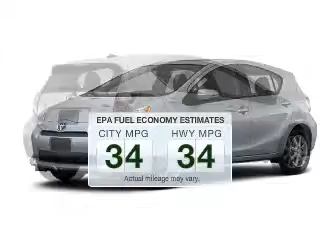 EPA FUEL ECONOMY ESTIMATES
CITY MPG HWY MPG
34 34
Actual mileage may vary.